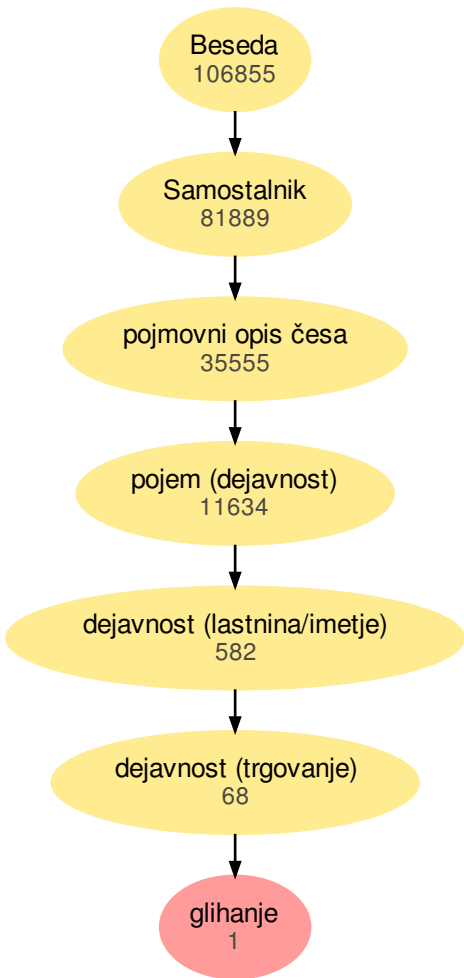 Beseda
106855
Samostalnik
81889
pojmovni opis česa
35555
pojem (dejavnost)
11634
dejavnost (lastnina/imetje)
582
dejavnost (trgovanje)
68
glihanje
1